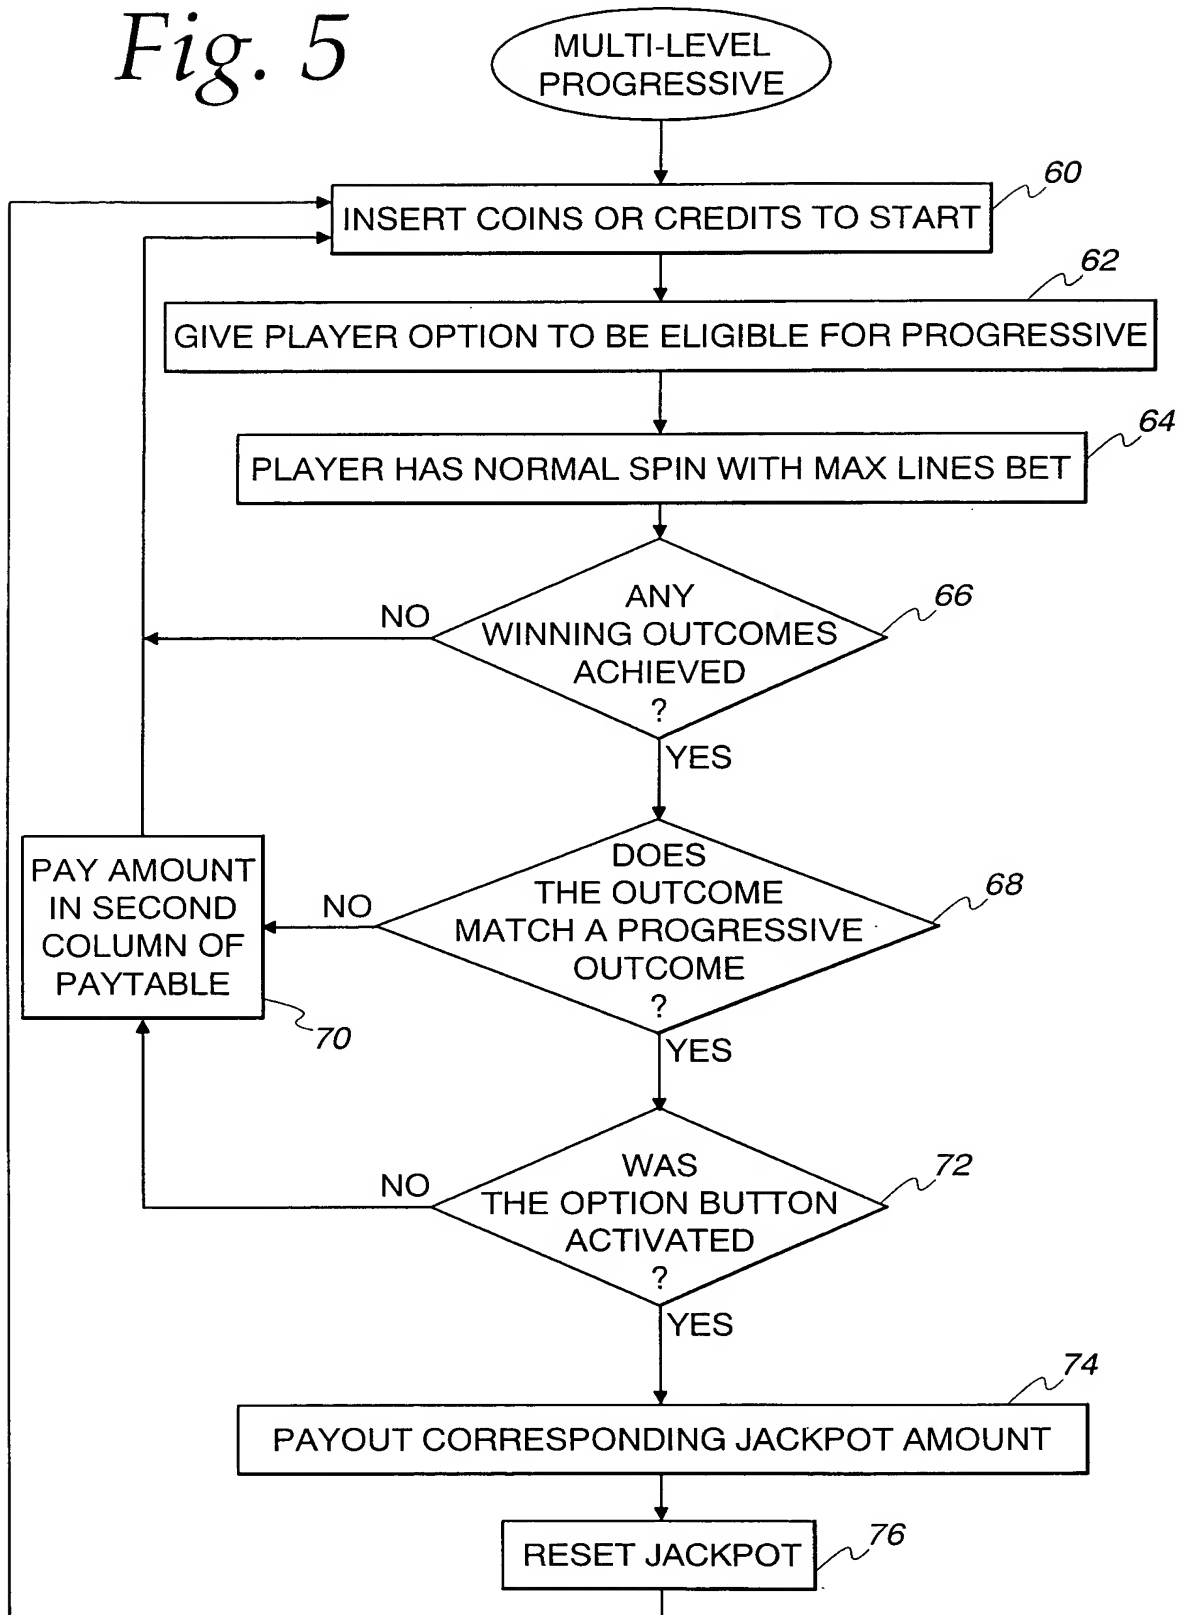 Fig. 5
MULTI-LEVEL
PROGRESSIVE
60
INSERT COINS OR CREDITS TO START
62
GIVE PLAYER OPTION TO BE ELIGIBLE FOR PROGRESSIVE
64
PLAYER HAS NORMAL SPIN WITH MAX LINES BET
66
ANY
WINNING OUTCOMES
ACHIEVED
?
NO
YES
68
DOES
THE OUTCOME
MATCH A PROGRESSIVE
OUTCOME
?
NO
YES
PAY AMOUNT
IN SECOND
COLUMN OF
PAYTABLE
70
72
WAS
THE OPTION BUTTON
ACTIVATED
?
NO
YES
74
PAYOUT CORRESPONDING JACKPOT AMOUNT
76
RESET JACKPOT